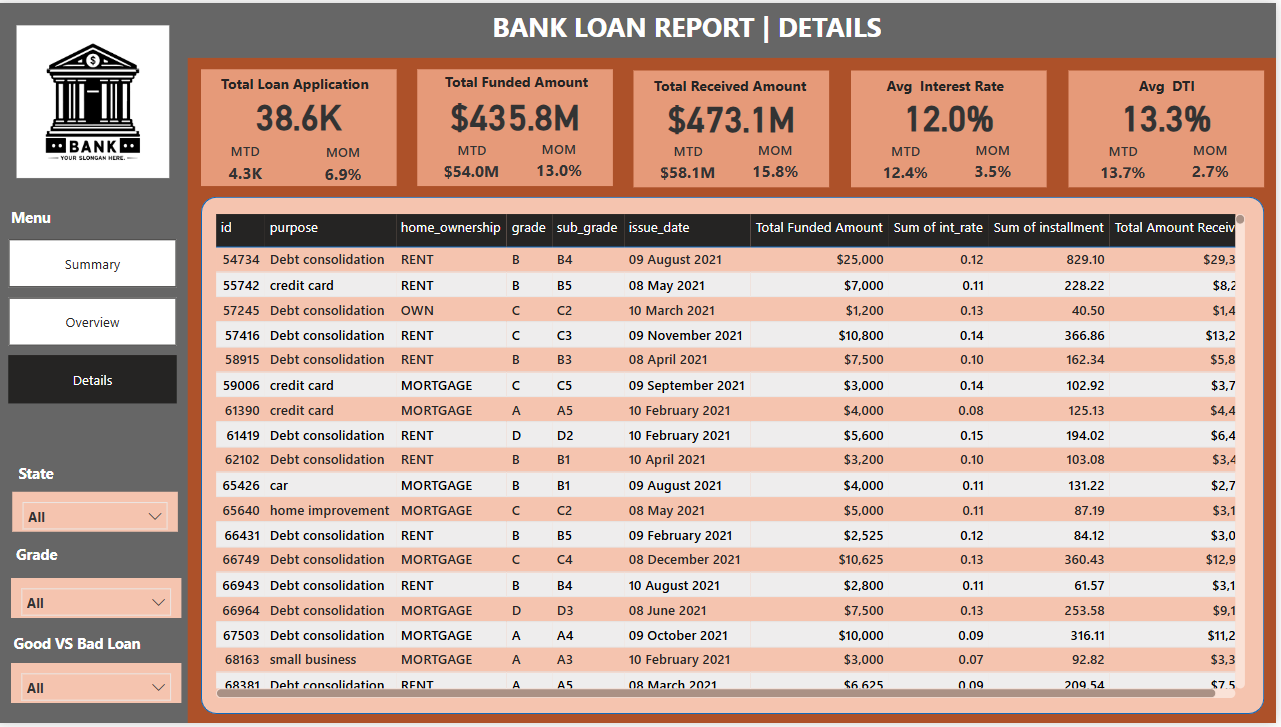 BANK LOAN REPORT | DETAILS
$
BANK
YOUR SLONGAN HERE.
Menu
Summary
Overview
Details
State
All
Grade
All
Good VS Bad Loan
All
Total Loan Application
38.6K
MTD MOM
4.3K 6.9%
Total Funded Amount
$435.8M
MTD MOM
$54.0M 13.0%
Total Received Amount
$473.1M
MTD MOM
$58.1M 15.8%
Avg Interest Rate
12.0%
MTD MOM
12.4% 3.5%
Avg DTI
13.3%
MTD MOM
13.7% 2.7%
id purpose home_ownership grade sub_grade issue_date Total Funded Amount Sum of int_rate Sum of installment Total Amount Receiv
54734 Debt consolidation RENT B B4 09 August 2021 $25,000 0.12 829.10 $29,3
55742 credit card RENT B B5 08 May 2021 $7,000 0.11 228.22 $8,2
57245 Debt consolidation OWN C C2 10 March 2021 $1,200 0.13 40.50 $1,4
57416 Debt consolidation RENT C C3 09 November 2021 $10,800 0.14 366.86 $13,2
58915 Debt consolidation RENT B B3 08 April 2021 $7,500 0.10 162.34 $5,8
59006 credit card MORTGAGE C C5 09 September 2021 $3,000 0.14 102.92 $3,7
61390 credit card MORTGAGE A A5 10 February 2021 $4,000 0.08 125.13 $4,4
61419 Debt consolidation RENT D D2 10 February 2021 $5,600 0.15 194.02 $6,4
62102 Debt consolidation RENT B B1 10 April 2021 $3,200 0.10 103.08 $3,4
65426 car MORTGAGE B B1 09 August 2021 $4,000 0.11 131.22 $2,7
65640 home improvement MORTGAGE C C2 08 May 2021 $5,000 0.11 87.19 $3,1
66431 Debt consolidation RENT B B5 09 February 2021 $2,525 0.12 84.12 $3,0
66749 Debt consolidation MORTGAGE C C4 08 December 2021 $10,625 0.13 360.43 $12,9
66943 Debt consolidation RENT B B4 10 August 2021 $2,800 0.11 61.57 $3,1
66964 Debt consolidation MORTGAGE D D3 08 June 2021 $7,500 0.13 253.58 $9,1
67503 Debt consolidation MORTGAGE A A4 09 October 2021 $10,000 0.09 316.11 $11,2
68163 small business MORTGAGE A A3 10 February 2021 $3,000 0.07 92.82 $3,3
68381 Debt consolidation RENT A A5 08 March 2021 $6,625 0.09 209.54 $7,5